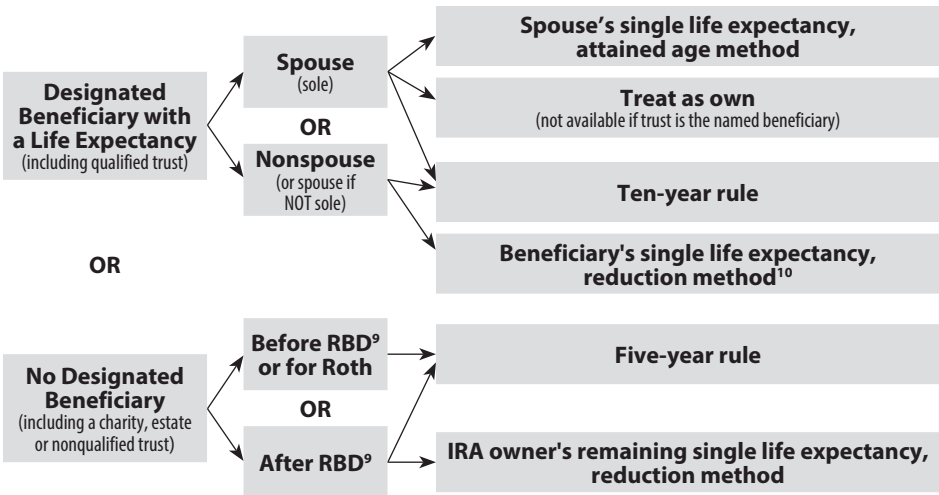 Designated
Beneficiary with
a Life Expectancy
(including qualified trust)
Spouse
(sole)
OR
Nonspouse
(or spouse if
NOT sole)
Spouse’s single life expectancy,
attained age method
Treat as own
(not available if trust is the named beneficiary)
Ten-year rule
Beneficiary's single life expectancy,
reduction method¹⁰
OR
No Designated
Beneficiary
(including a charity, estate
or nonqualified trust)
Before RBD⁹
or for Roth
OR
After RBD⁹
Five-year rule
IRA owner's remaining single life expectancy,
reduction method